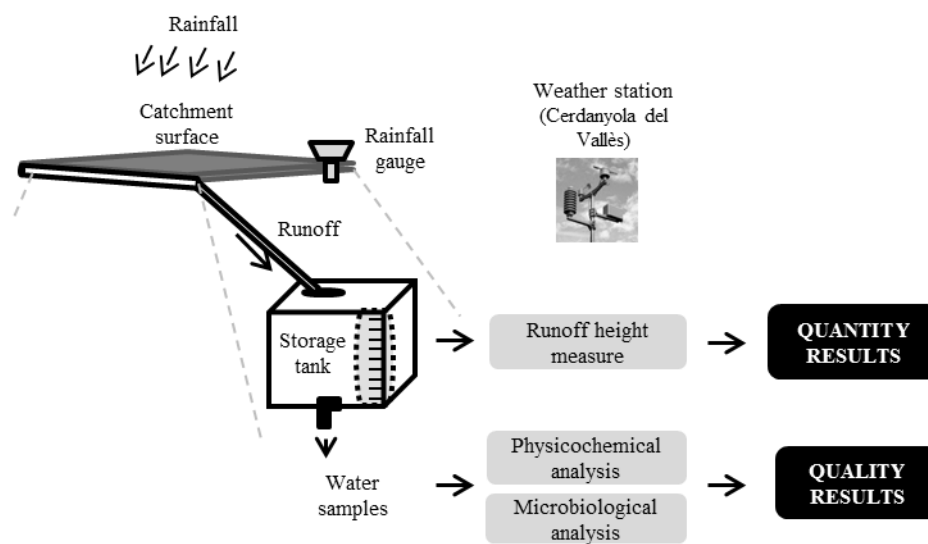 Rainfall
Catchment
surface
Rainfall
gauge
Weather station
(Cerdanyola del
Vallès)
Runoff
Storage
tank
Runoff height
measure
QUANTITY
RESULTS
Water
samples
Physicochemical
analysis
Microbiological
analysis
QUALITY
RESULTS